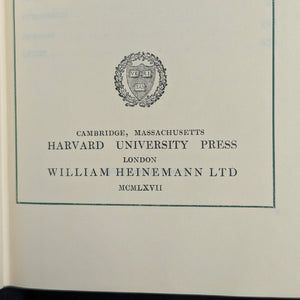 CAMBRIDGE, MASSACHUSETTS
HARVARD UNIVERSITY PRESS
LONDON
WILLIAM HEINEMANN LTD
MCMLXVII